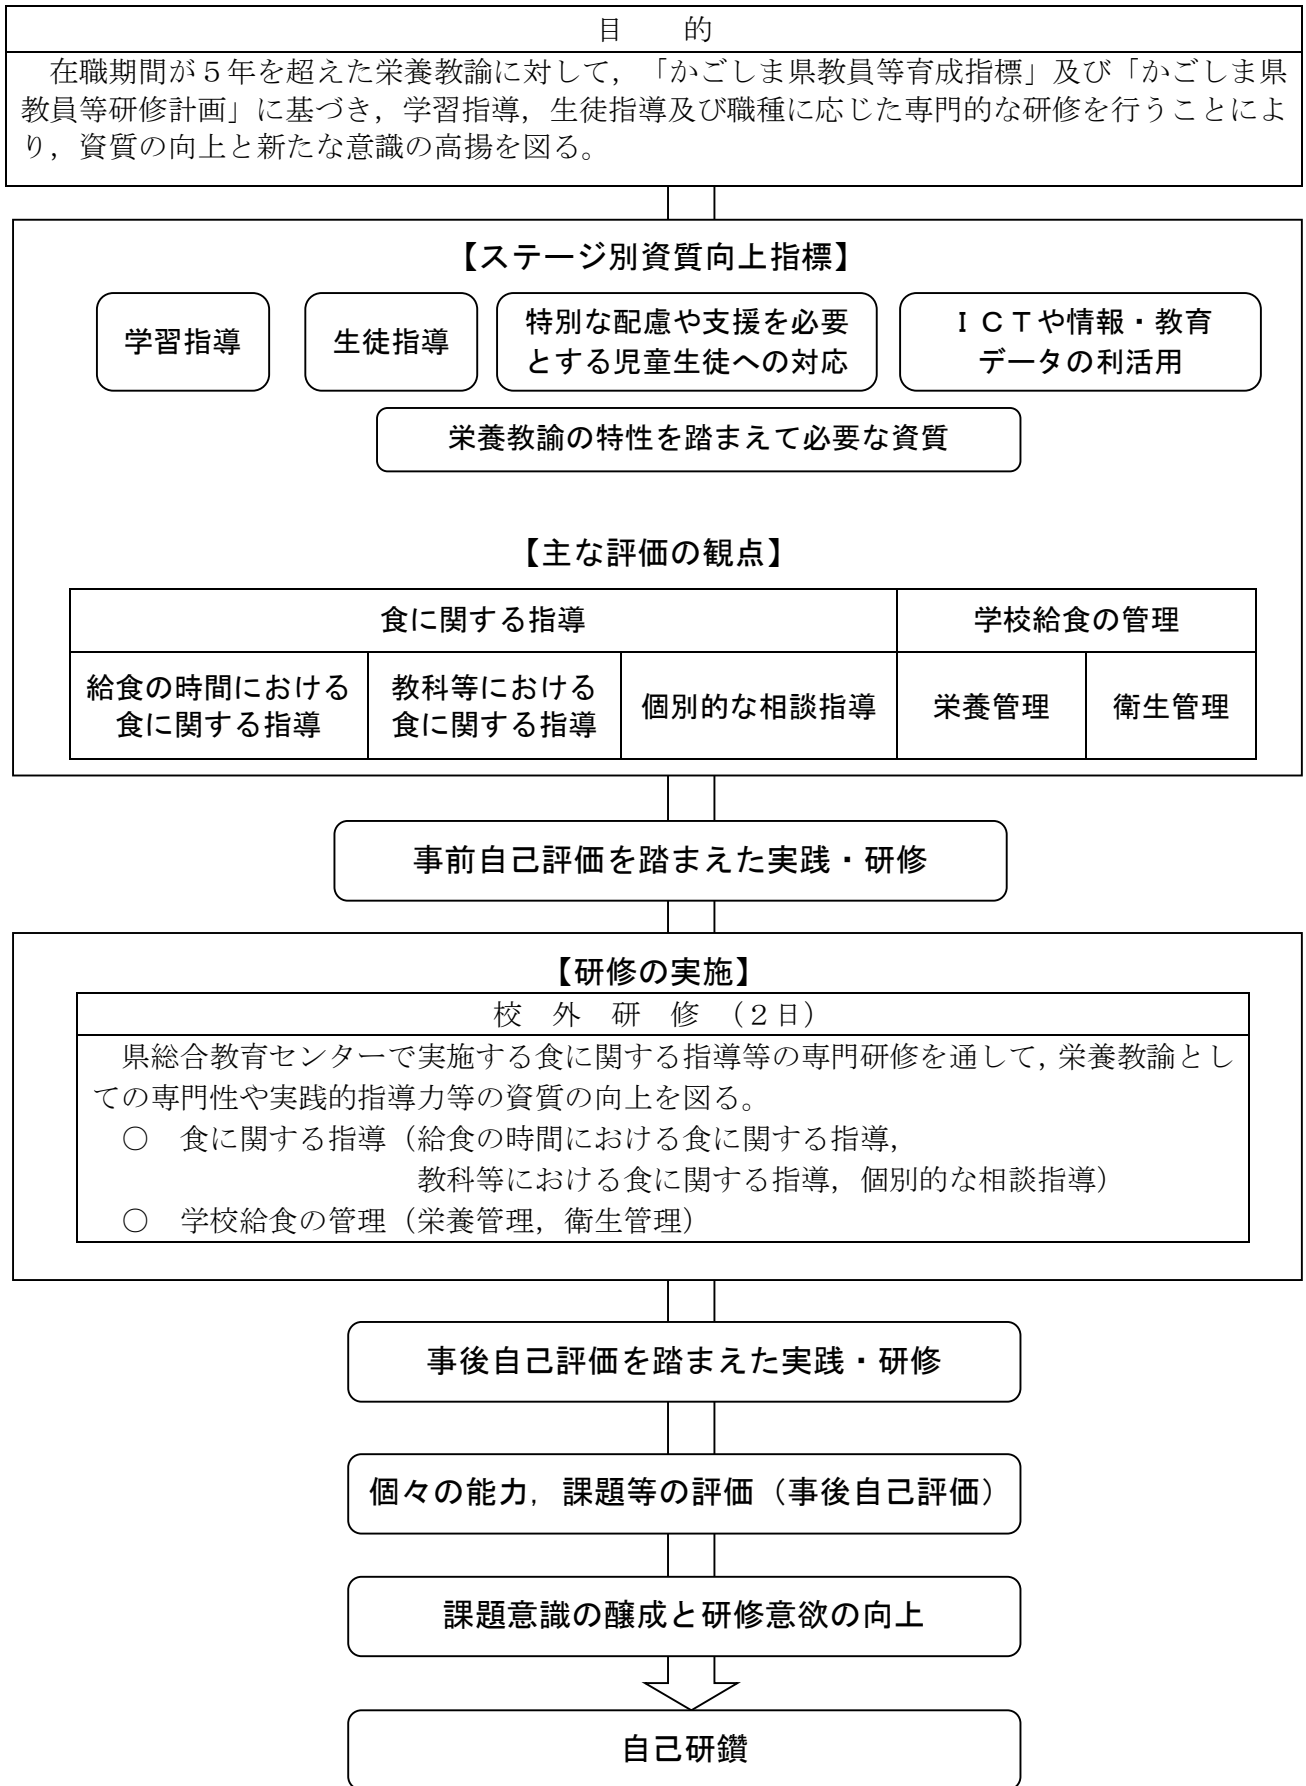 目　　的
在職期間が５年を超えた栄養教諭に対して，「かごしま県教員等育成指標」及び「かごしま県
教員等研修計画」に基づき，学習指導，生徒指導及び職種に応じた専門的な研修を行うことによ
り，資質の向上と新たな意識の高揚を図る。
【ステージ別資質向上指標】
学習指導
生徒指導
特別な配慮や支援を必要
とする児童生徒への対応
ＩＣＴや情報・教育
データの利活用
栄養教諭の特性を踏まえて必要な資質
【主な評価の観点】
食に関する指導
学校給食の管理
給食の時間における
食に関する指導
教科等における
食に関する指導
個別的な相談指導
栄養管理
衛生管理
事前自己評価を踏まえた実践・研修
【研修の実施】
校　外　研　修　（２日）
県総合教育センターで実施する食に関する指導等の専門研修を通して，栄養教諭とし
ての専門性や実践的指導力等の資質の向上を図る。
○　食に関する指導（給食の時間における食に関する指導，
教科等における食に関する指導，個別的な相談指導）
○　学校給食の管理（栄養管理，衛生管理）
事後自己評価を踏まえた実践・研修
個々の能力，課題等の評価（事後自己評価）
課題意識の醸成と研修意欲の向上
自己研鑽